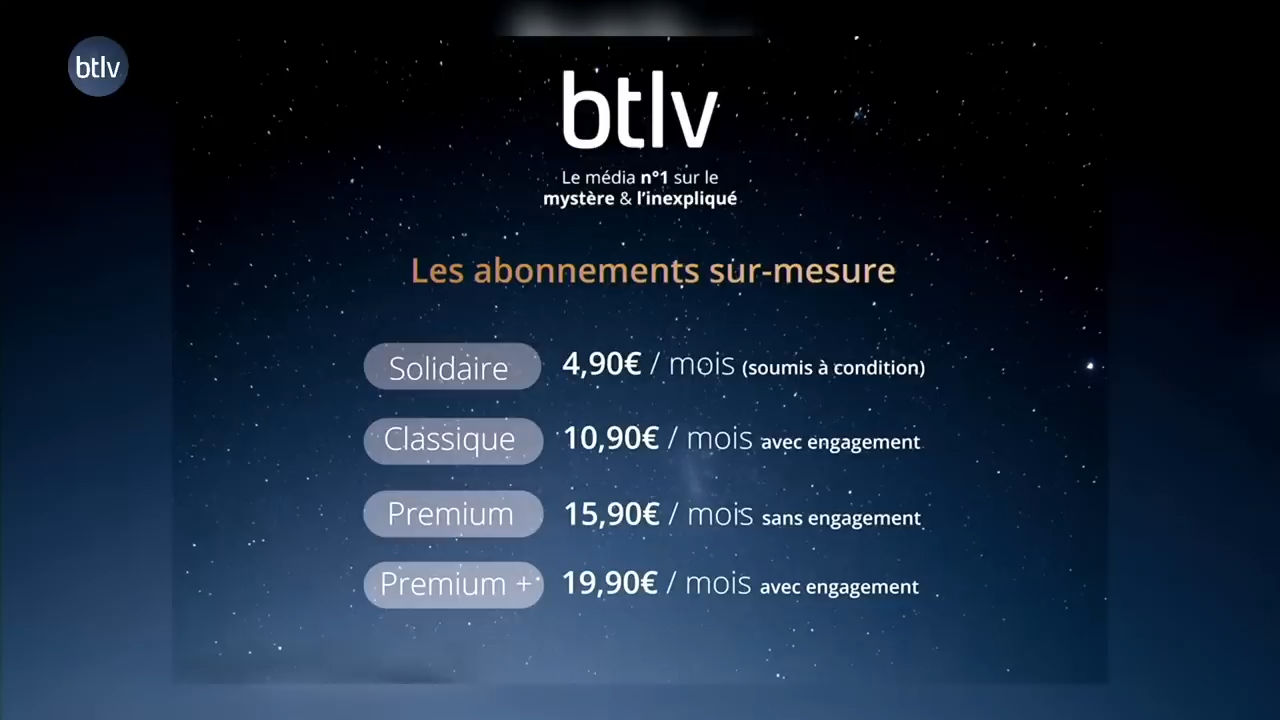 btlv
btlv
Le média n°1 sur le
mystère & l'inexpliqué
Les abonnements sur-mesure
Solidaire 4,90€ / mois (soumis à condition)
Classique 10,90€ / mois avec engagement
Premium 15,90€ / mois sans engagement
Premium + 19,90€ / mois avec engagement